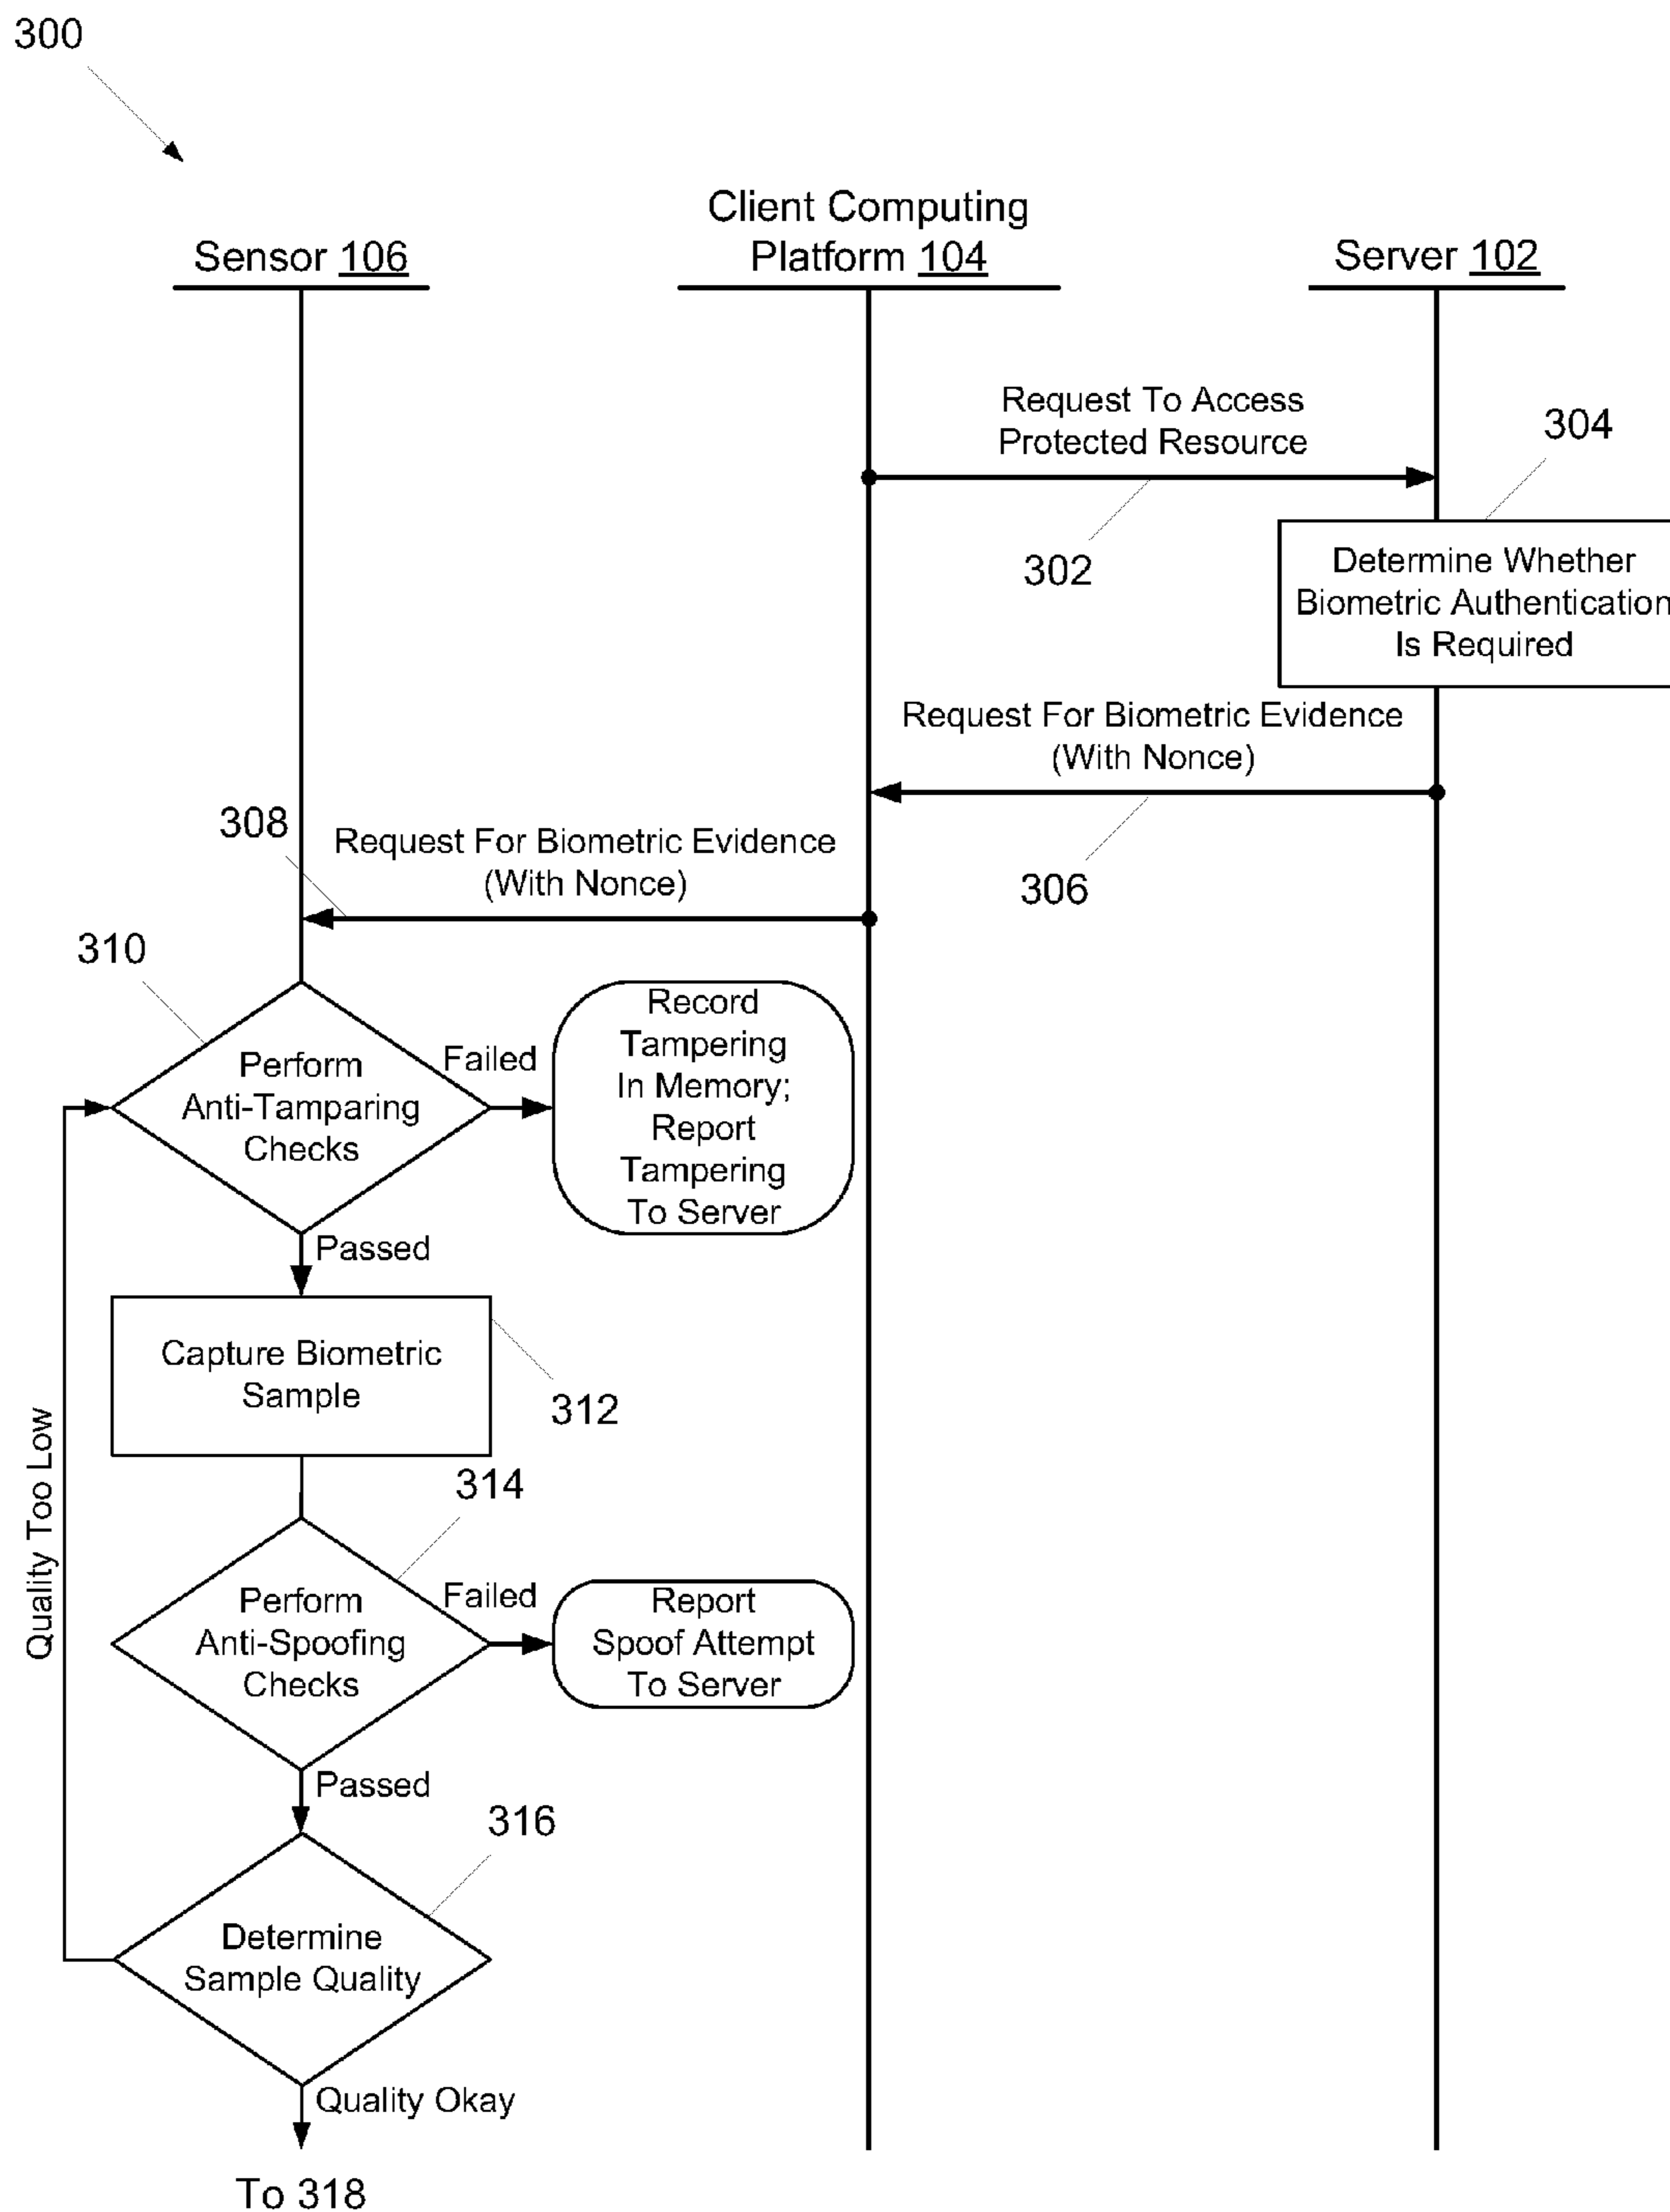 300
Client Computing
Sensor 106
Platform 104
Server 102
Request To Access
Protected Resource
304
302
Determine Whether
Biometric Authentication
Is Required
Request For Biometric Evidence
(With Nonce)
306
308
Request For Biometric Evidence
(With Nonce)
310
Perform
Anti-Tamparing
Checks
Failed
Record
Tampering
In Memory;
Report
Tampering
To Server
Passed
Capture Biometric
Sample
312
314
Perform
Anti-Spoofing
Checks
Failed
Report
Spoof Attempt
To Server
Quality Too Low
Passed
316
Determine
Sample Quality
Quality Okay
To 318